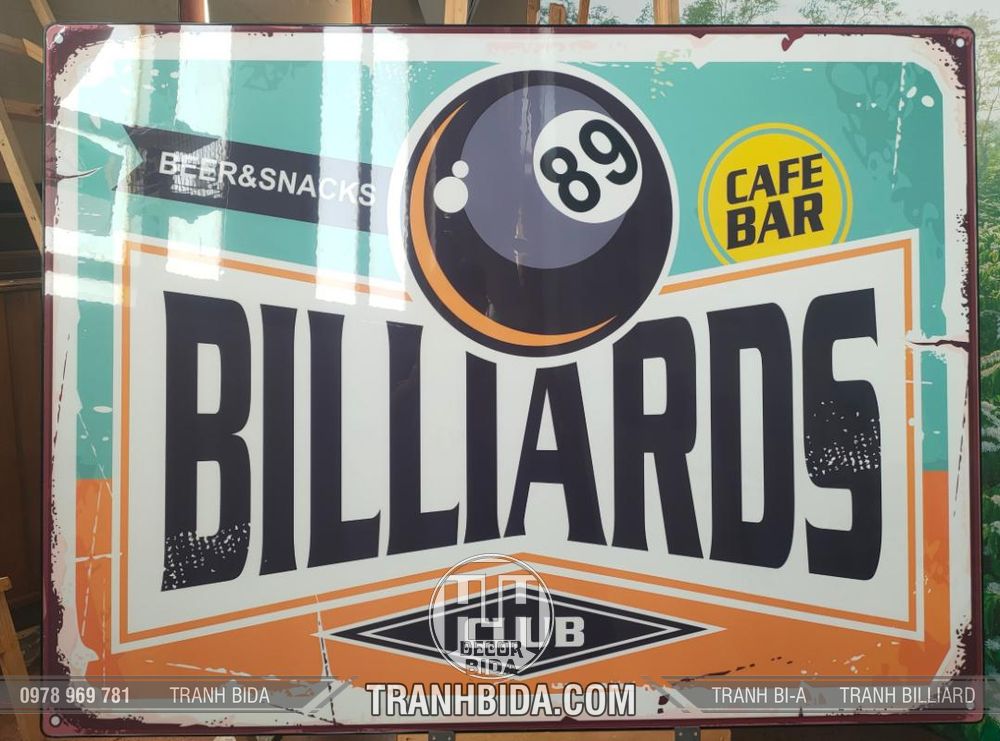 BEER&SNACKS
89
CAFE
BAR
BILLIARDS
CLUB
DECOR
BIDA
0978 969 781 TRANH BIDA TRANHBIDA.COM TRANH BI-A TRANH BILLIARD